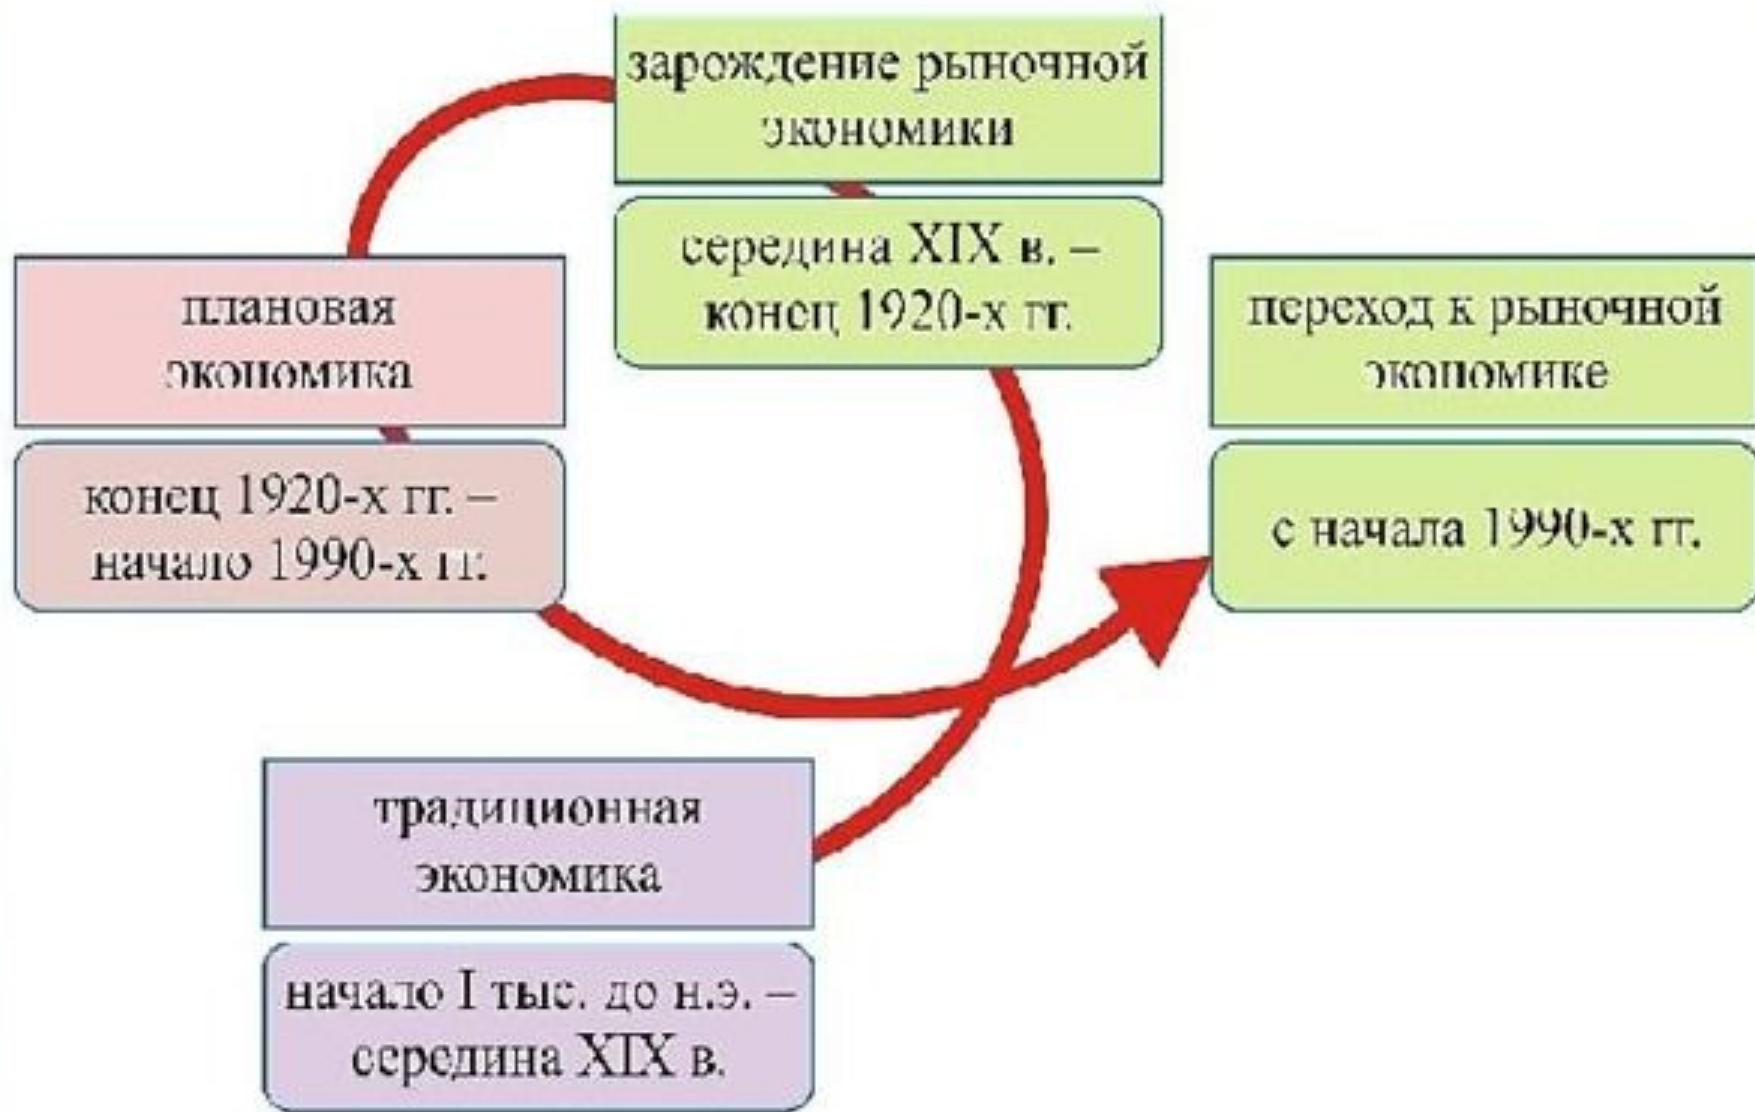 зарождение рыночной
экономики
середина XIX в. –
конец 1920-х гг.
плановая
экономика
конец 1920-х гг. –
начало 1990-х гг.
переход к рыночной
экономике
с начала 1990-х гг.
традиционная
экономика
начало I тыс. до н.э. –
середина XIX в.